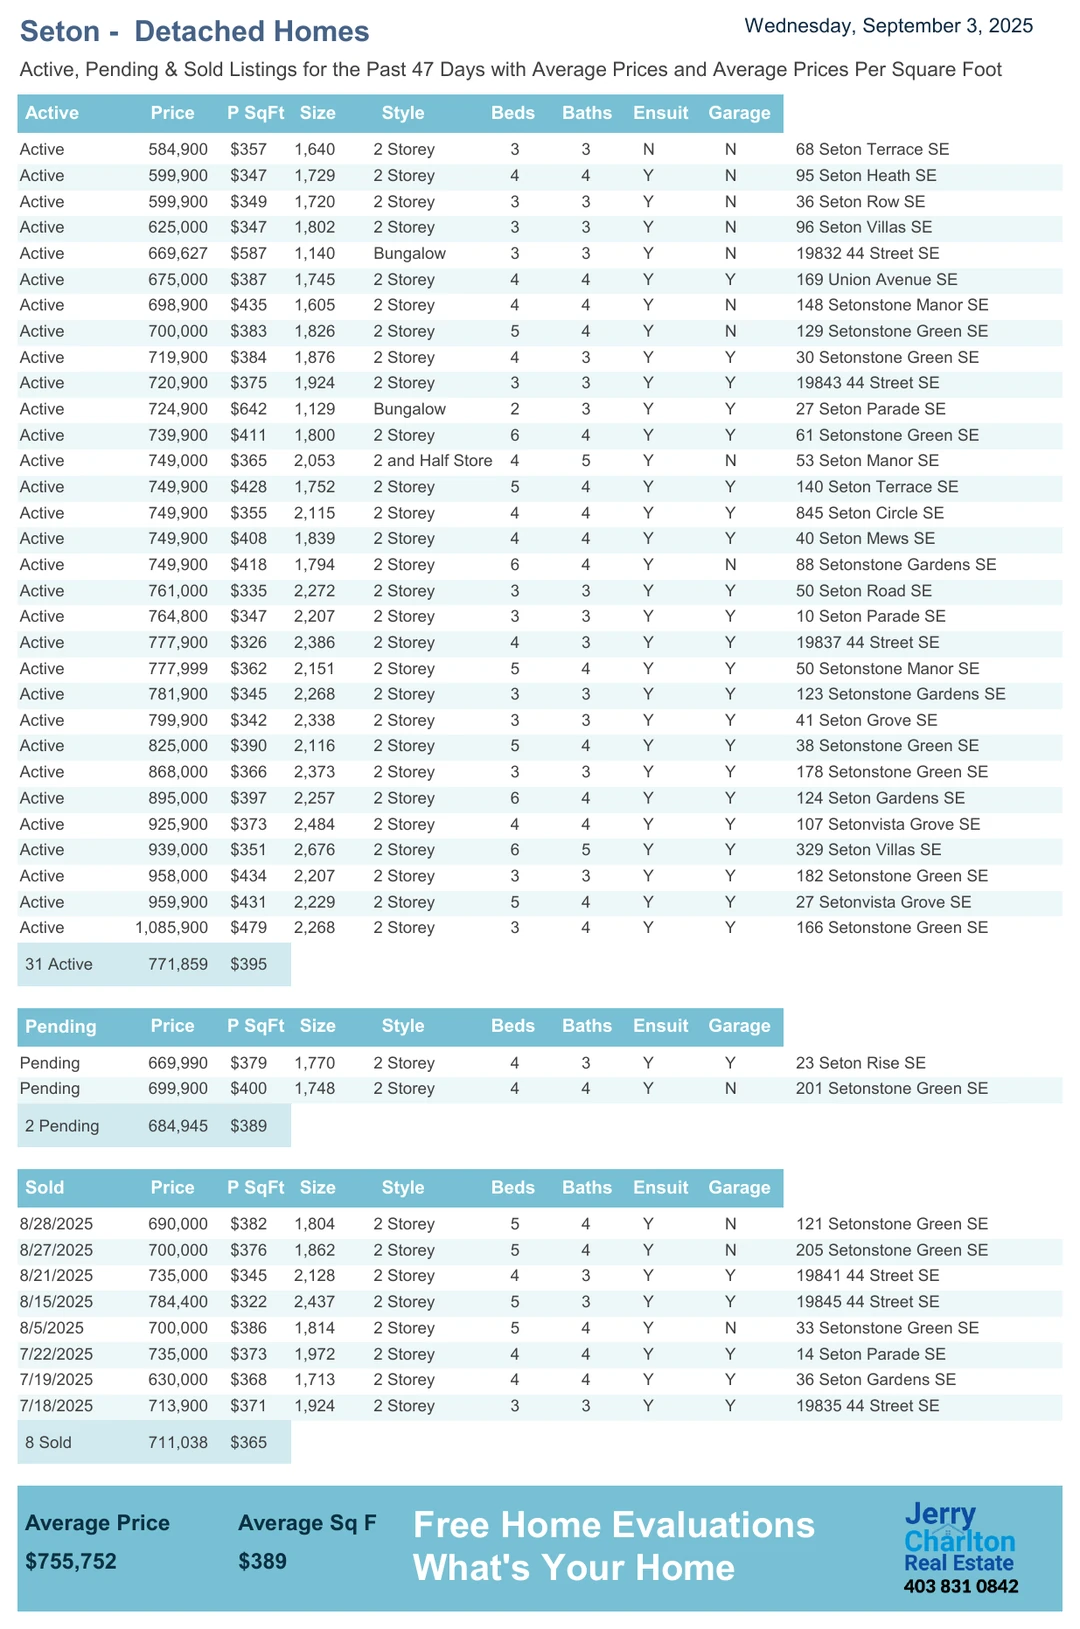 Seton - Detached Homes
Wednesday, September 3, 2025
Active, Pending & Sold Listings for the Past 47 Days with Average Prices and Average Prices Per Square Foot
Active Price P SqFt Size Style Beds Baths Ensuit Garage
Active 584,900 $357 1,640 2 Storey 3 3 N N 68 Seton Terrace SE
Active 599,900 $347 1,729 2 Storey 4 4 Y N 95 Seton Heath SE
Active 599,900 $349 1,720 2 Storey 3 3 Y N 36 Seton Row SE
Active 625,000 $347 1,802 2 Storey 3 3 Y N 96 Seton Villas SE
Active 669,627 $587 1,140 Bungalow 3 3 Y N 19832 44 Street SE
Active 675,000 $387 1,745 2 Storey 4 4 Y Y 169 Union Avenue SE
Active 698,900 $435 1,605 2 Storey 4 4 Y N 148 Setonstone Manor SE
Active 700,000 $383 1,826 2 Storey 5 4 Y N 129 Setonstone Green SE
Active 719,900 $384 1,876 2 Storey 4 3 Y Y 30 Setonstone Green SE
Active 720,900 $375 1,924 2 Storey 3 3 Y Y 19843 44 Street SE
Active 724,900 $642 1,129 Bungalow 2 3 Y Y 27 Seton Parade SE
Active 739,900 $411 1,800 2 Storey 6 4 Y Y 61 Setonstone Green SE
Active 749,000 $365 2,053 2 and Half Store 4 5 Y N 53 Seton Manor SE
Active 749,900 $428 1,752 2 Storey 5 4 Y Y 140 Seton Terrace SE
Active 749,900 $355 2,115 2 Storey 4 4 Y Y 845 Seton Circle SE
Active 749,900 $408 1,839 2 Storey 4 4 Y Y 40 Seton Mews SE
Active 749,900 $418 1,794 2 Storey 6 4 Y N 88 Setonstone Gardens SE
Active 761,000 $335 2,272 2 Storey 3 3 Y Y 50 Seton Road SE
Active 764,800 $347 2,207 2 Storey 3 3 Y Y 10 Seton Parade SE
Active 777,900 $326 2,386 2 Storey 4 3 Y Y 19837 44 Street SE
Active 777,999 $362 2,151 2 Storey 5 4 Y Y 50 Setonstone Manor SE
Active 781,900 $345 2,268 2 Storey 3 3 Y Y 123 Setonstone Gardens SE
Active 799,900 $342 2,338 2 Storey 3 3 Y Y 41 Seton Grove SE
Active 825,000 $390 2,116 2 Storey 5 4 Y Y 38 Setonstone Green SE
Active 868,000 $366 2,373 2 Storey 3 3 Y Y 178 Setonstone Green SE
Active 895,000 $397 2,257 2 Storey 6 4 Y Y 124 Seton Gardens SE
Active 925,900 $373 2,484 2 Storey 4 4 Y Y 107 Setonvista Grove SE
Active 939,000 $351 2,676 2 Storey 6 5 Y Y 329 Seton Villas SE
Active 958,000 $434 2,207 2 Storey 3 3 Y Y 182 Setonstone Green SE
Active 959,900 $431 2,229 2 Storey 5 4 Y Y 27 Setonvista Grove SE
Active 1,085,900 $479 2,268 2 Storey 3 4 Y Y 166 Setonstone Green SE
31 Active 771,859 $395
Pending Price P SqFt Size Style Beds Baths Ensuit Garage
Pending 669,990 $379 1,770 2 Storey 4 3 Y Y 23 Seton Rise SE
Pending 699,900 $400 1,748 2 Storey 4 4 Y N 201 Setonstone Green SE
2 Pending 684,945 $389
Sold Price P SqFt Size Style Beds Baths Ensuit Garage
8/28/2025 690,000 $382 1,804 2 Storey 5 4 Y N 121 Setonstone Green SE
8/27/2025 700,000 $376 1,862 2 Storey 5 4 Y N 205 Setonstone Green SE
8/21/2025 735,000 $345 2,128 2 Storey 4 3 Y Y 19841 44 Street SE
8/15/2025 784,400 $322 2,437 2 Storey 5 3 Y Y 19845 44 Street SE
8/5/2025 700,000 $386 1,814 2 Storey 5 4 Y N 33 Setonstone Green SE
7/22/2025 735,000 $373 1,972 2 Storey 4 4 Y Y 14 Seton Parade SE
7/19/2025 630,000 $368 1,713 2 Storey 4 4 Y Y 36 Seton Gardens SE
7/18/2025 713,900 $371 1,924 2 Storey 3 3 Y Y 19835 44 Street SE
8 Sold 711,038 $365
Average Price Average Sq F
$755,752 $389
Free Home Evaluations
What's Your Home
Jerry
Charlton
Real Estate
403 831 0842